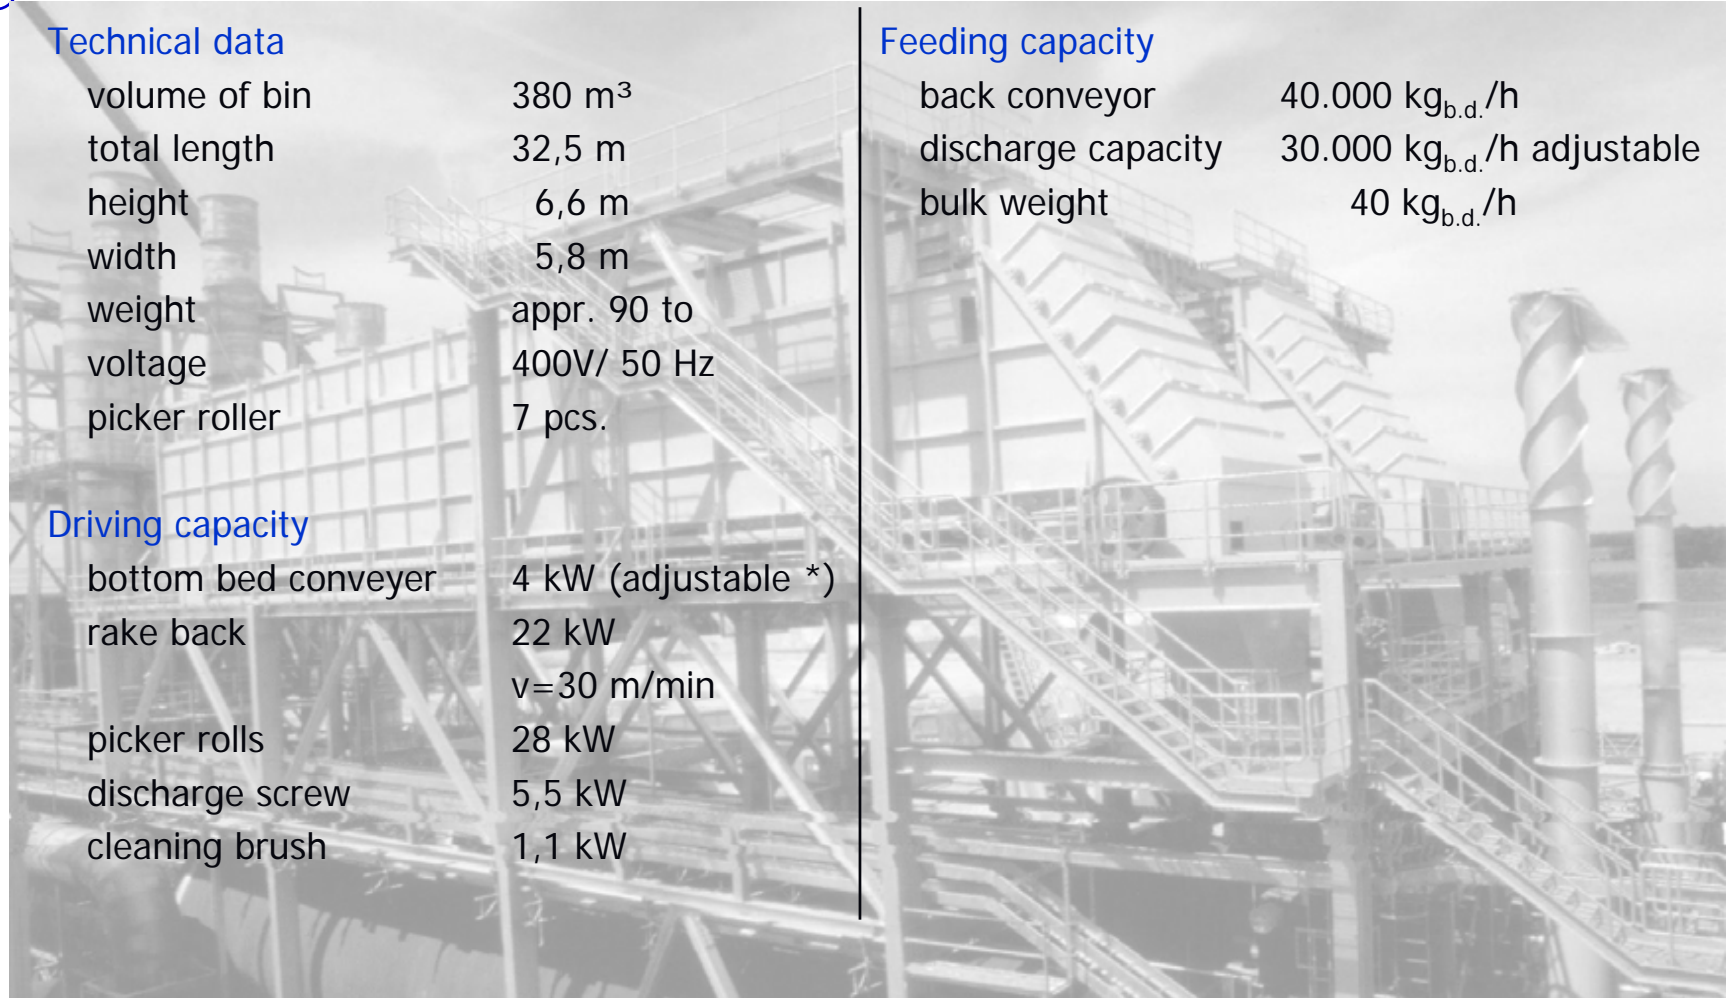 Technical data
volume of bin 380 m³
total length 32,5 m
height 6,6 m
width 5,8 m
weight appr. 90 to
voltage 400V/ 50 Hz
picker roller 7 pcs.
Driving capacity
bottom bed conveyer 4 kW (adjustable *)
rake back 22 kW
v=30 m/min
picker rolls 28 kW
discharge screw 5,5 kW
cleaning brush 1,1 kW
Feeding capacity
back conveyor 40.000 kgb.d./h
discharge capacity 30.000 kgb.d./h adjustable
bulk weight 40 kgb.d./h